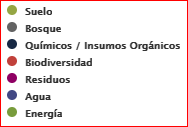 Suelo
Bosque
Químicos / Insumos Orgánicos
Biodiversidad
Residuos
Agua
Energía